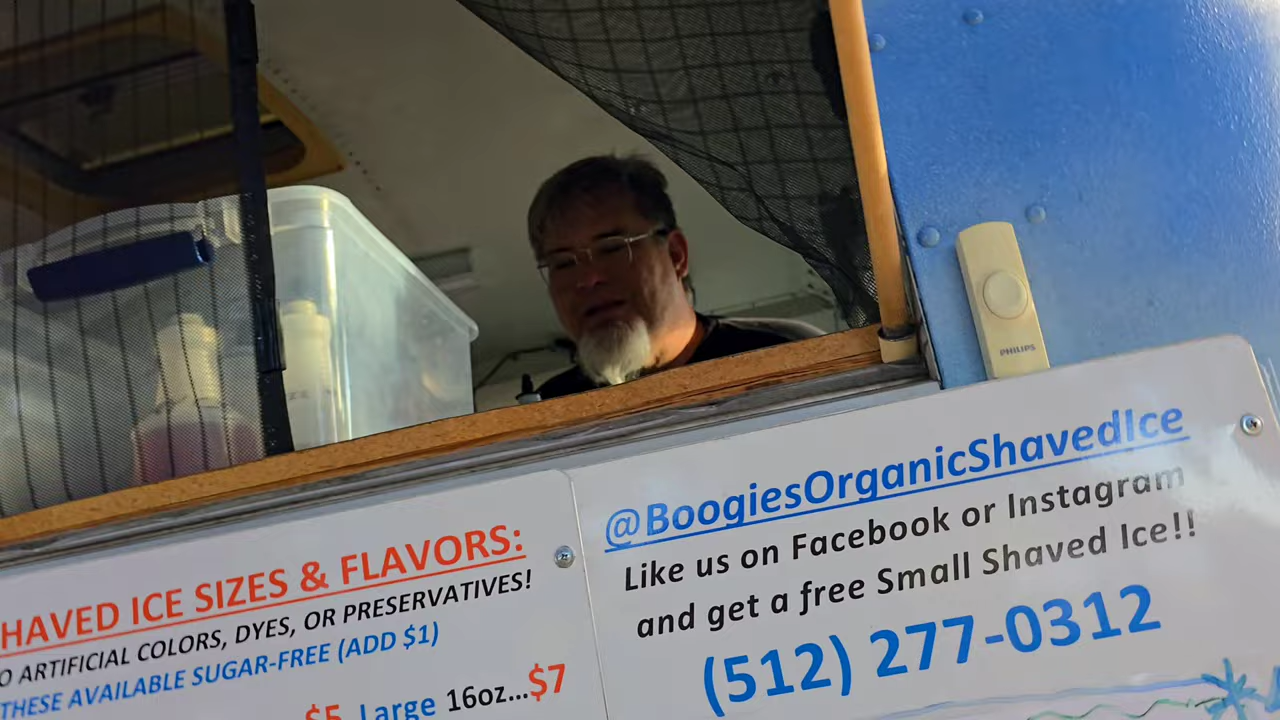 PHILIPS
@BoogiesOrganicShavedIce
Like us on Facebook or Instagram
and get a free Small Shaved Ice!!
(512) 277-0312
HAVED ICE SIZES & FLAVORS:
O ARTIFICIAL COLORS, DYES, OR PRESERVATIVES!
THESE AVAILABLE SUGAR-FREE (ADD $1)
$5 Large 16oz...$7